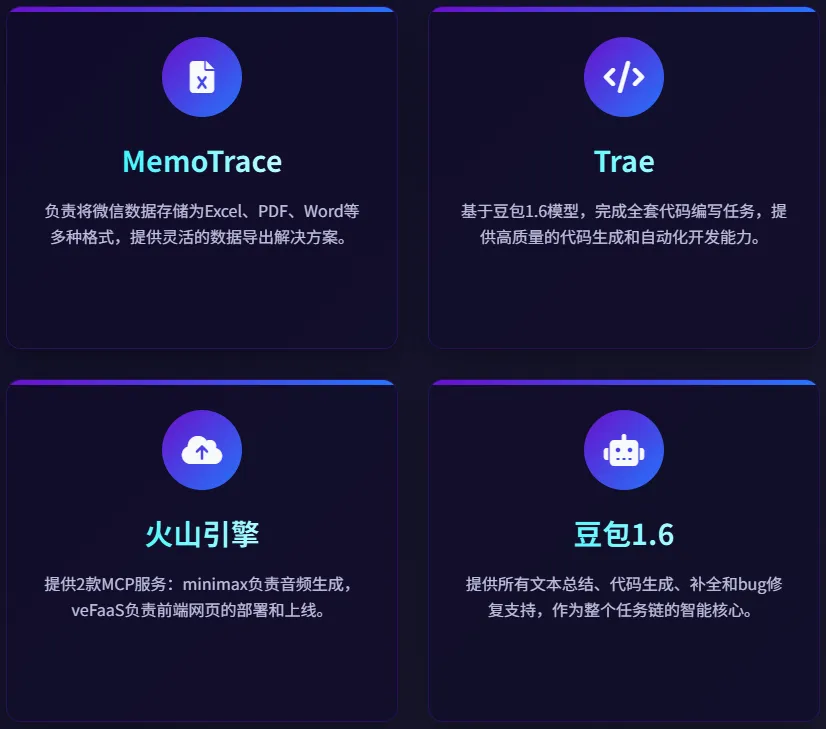 MemoTrace
负责将微信数据存储为Excel、PDF、Word等
多种格式，提供灵活的数据导出解决方案。
Trae
基于豆包1.6模型，完成全套代码编写任务，提
供高质量的代码生成和自动化开发能力。
火山引擎
提供2款MCP服务：minimax负责音频生成，
veFaaS负责前端网页的部署和上线。
豆包1.6
提供所有文本总结、代码生成、补全和bug修
复支持，作为整个任务链的智能核心。